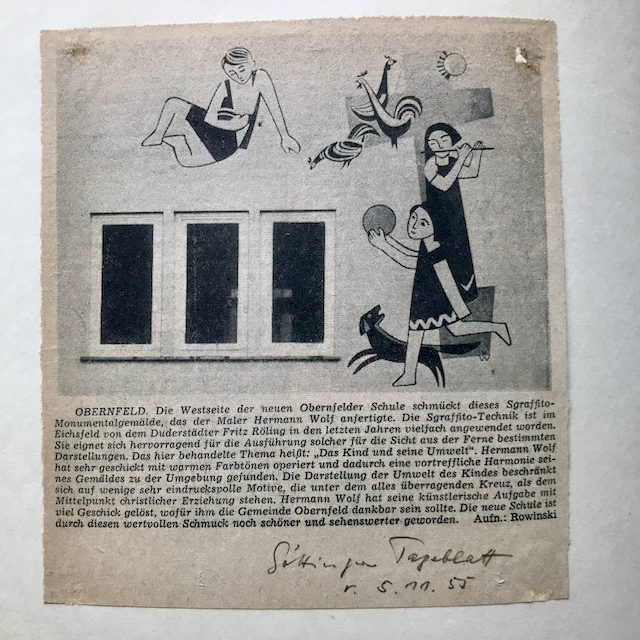 OBERNFELD. Die Westseite der neuen Obernfelder Schule schmückt dieses Sgraffito-
Monumentalgemälde, das der Maler Hermann Wolf anfertigte. Die Sgraffito-Technik ist im
Eichsfeld von dem Duderstädter Fritz Röling in den letzten Jahren vielfach angewendet worden.
Sie eignet sich hervorragend für die Ausführung solcher für die Sicht aus der Ferne bestimmten
Darstellungen. Das hier behandelte Thema heißt: „Das Kind und seine Umwelt“. Hermann Wolf
hat sehr geschickt mit warmen Farbtönen operiert und dadurch eine vortreffliche Harmonie sei-
nes Gemäldes zu der Umgebung gefunden. Die Darstellung der Umwelt des Kindes beschränkt
sich auf wenige sehr eindrucksvolle Motive, die unter dem alles überragenden Kreuz, als dem
Mittelpunkt christlicher Erziehung stehen. Hermann Wolf hat seine künstlerische Aufgabe mit
viel Geschick gelöst, wofür ihm die Gemeinde Obernfeld dankbar sein sollte. Die neue Schule ist
durch diesen wertvollen Schmuck noch schöner und sehenswerter geworden. Aufn.: Rowinski
Göttinger Tageblatt
v. 5.11.55